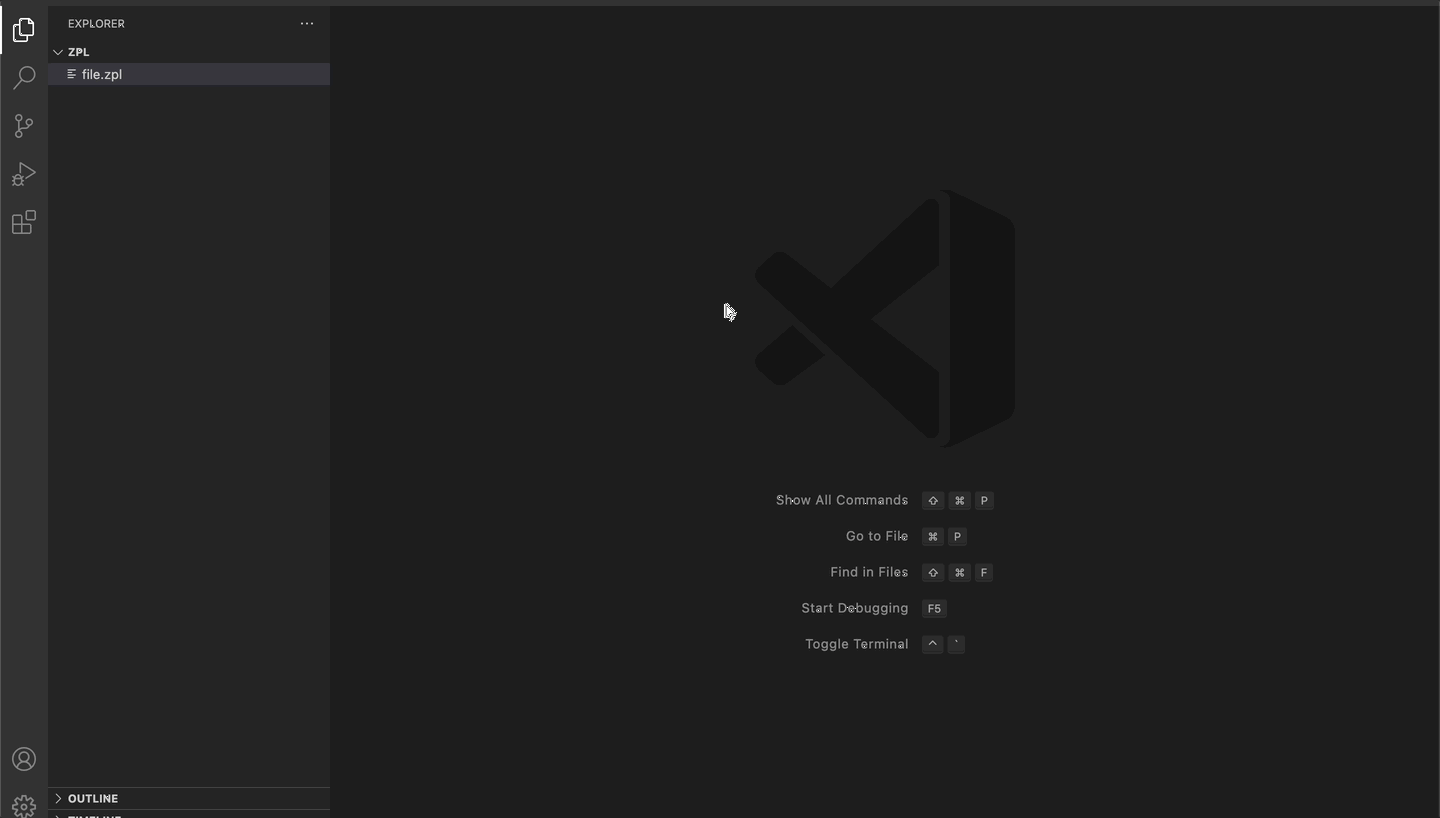 EXPLORER
ZPL
file.zpl
Show All Commands ⇧ ⌘ P
Go to File ⌘ P
Find in Files ⇧ ⌘ F
Start Debugging F5
Toggle Terminal ^ `
OUTLINE
TIMELINE